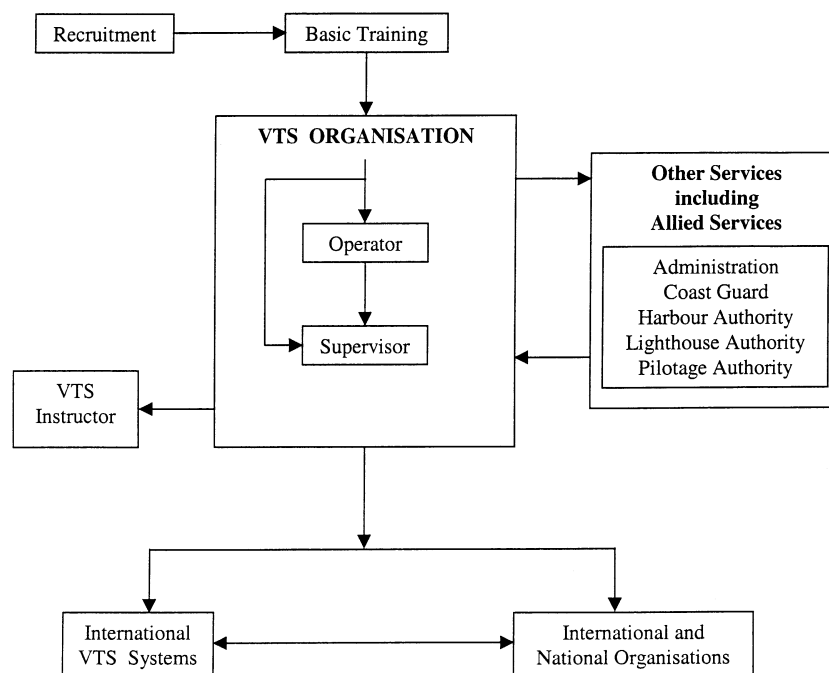 Recruitment
Basic Training
VTS ORGANISATION
Operator
Supervisor
Other Services
including
Allied Services
Administration
Coast Guard
Harbour Authority
Lighthouse Authority
Pilotage Authority
VTS
Instructor
International
VTS Systems
International and
National Organisations